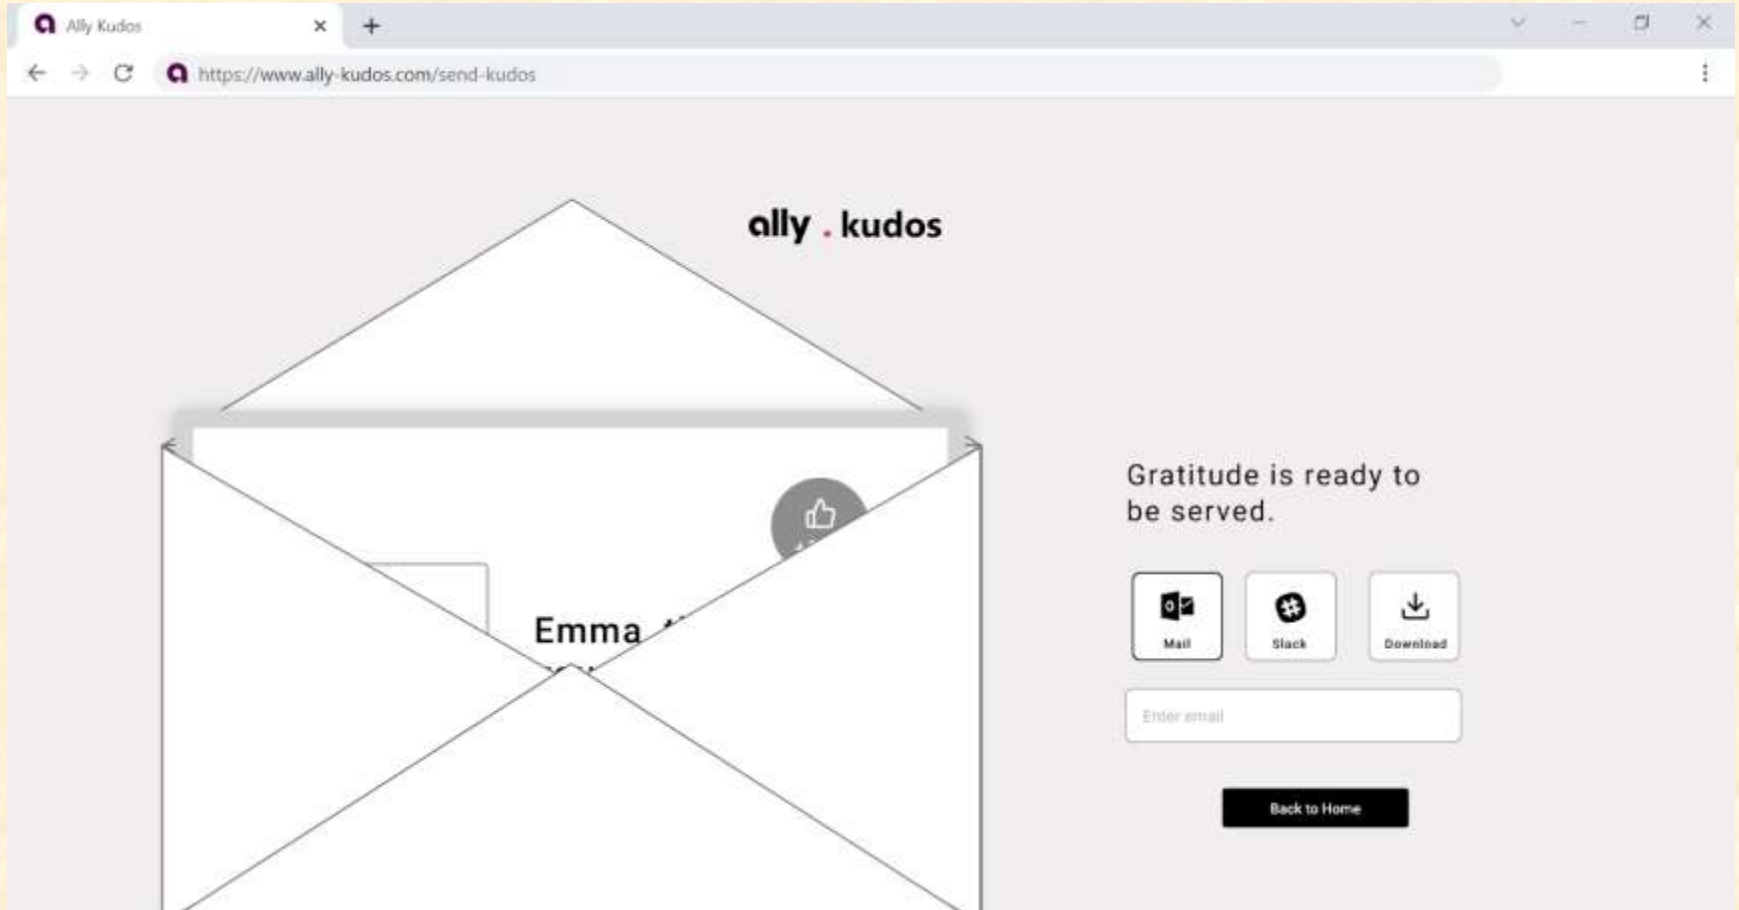 Ally Kudos
https://www.ally-kudos.com/send-kudos
ally . kudos
Gratitude is ready to
be served.
Emma
Mail
Slack
Download
Enter email
Back to Home